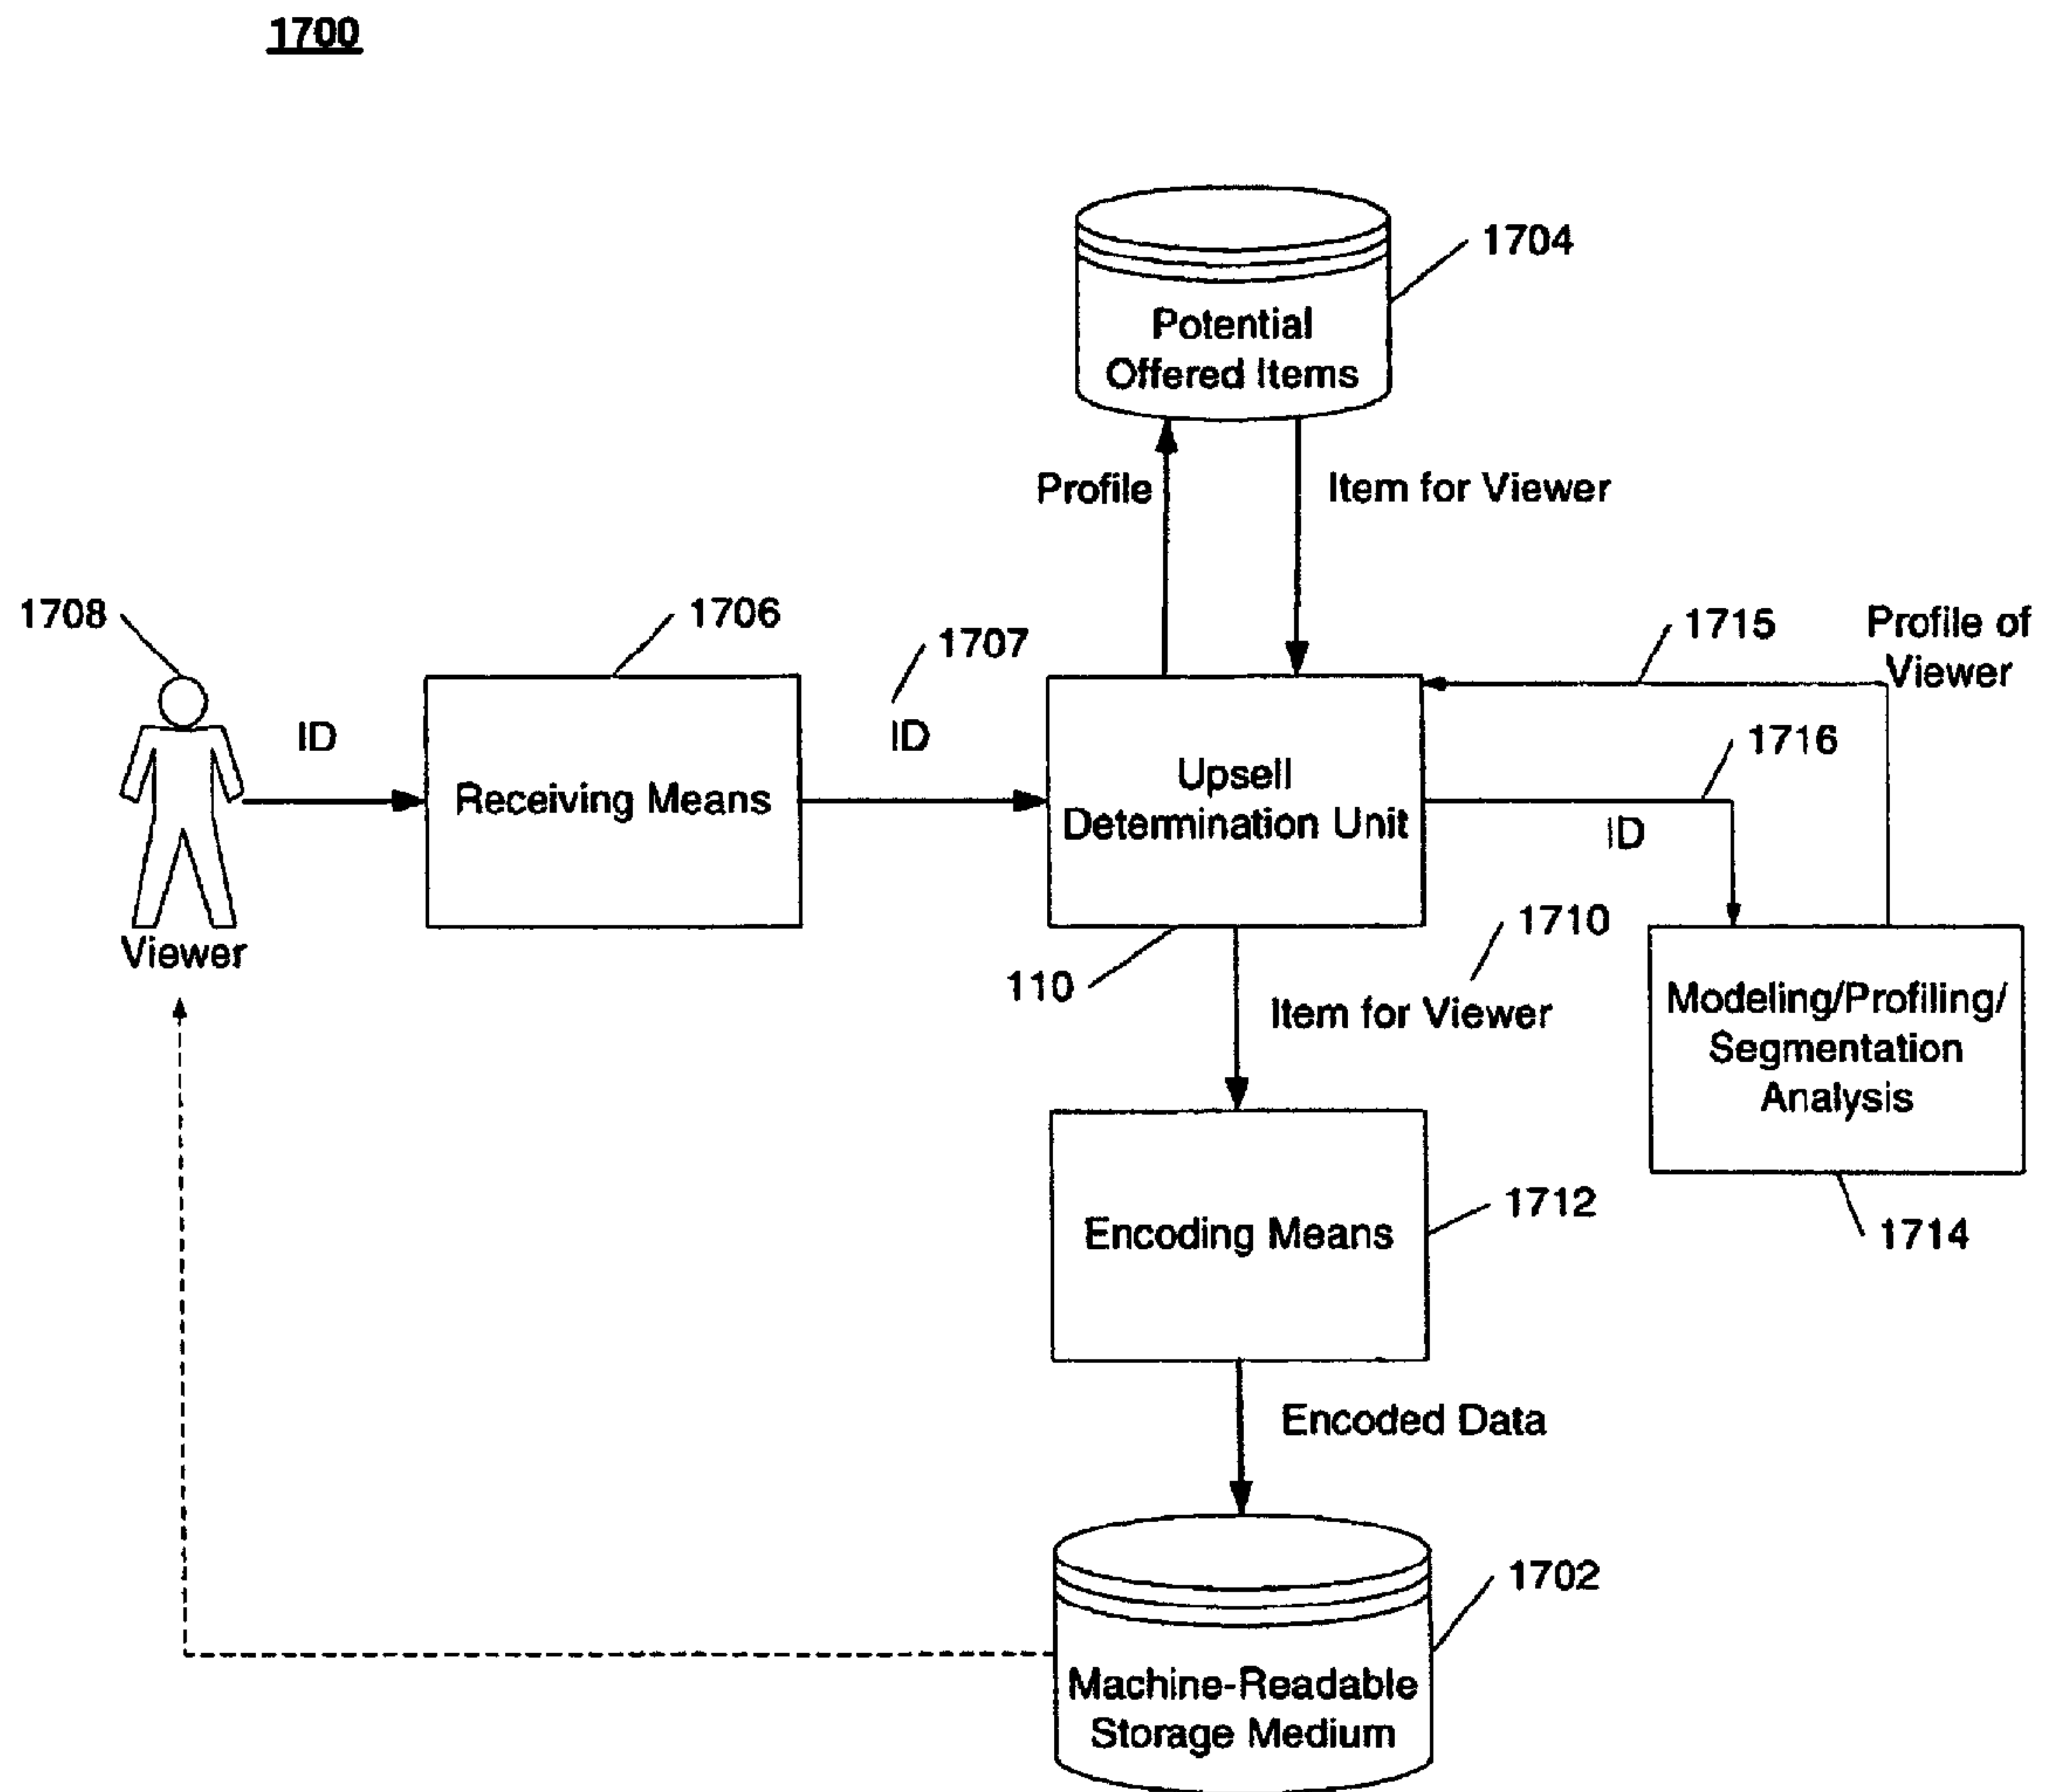 1700
1704
Potential
Offered Items
Profile
Item for Viewer
1708
1706
1707
1715
Profile of
Viewer
ID
ID
1716
Receiving Means
Upsell
Determination Unit
ID
Viewer
110
1710
Item for Viewer
Modeling/Profiling/
Segmentation
Analysis
1712
Encoding Means
1714
Encoded Data
1702
Machine-Readable
Storage Medium